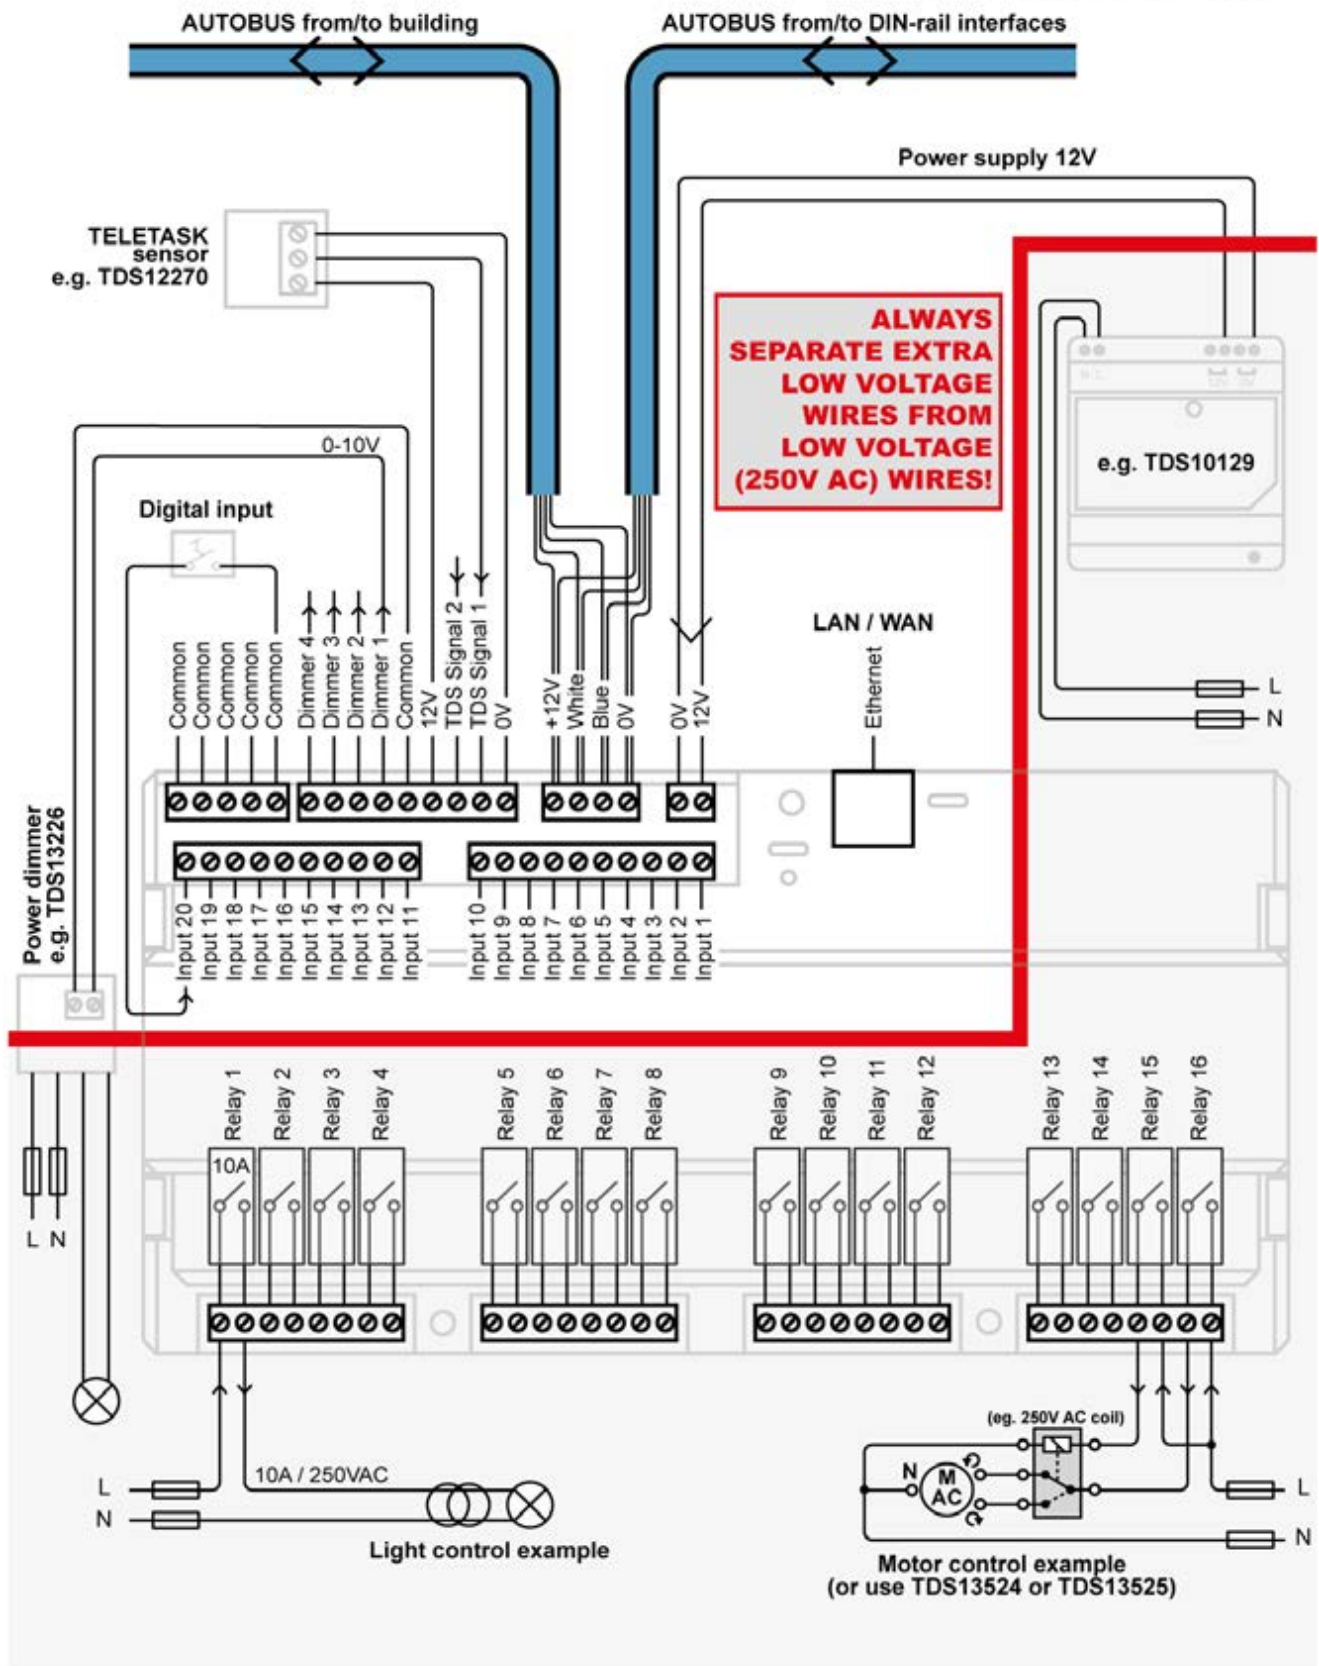 AUTOBUS from/to building
AUTOBUS from/to DIN-rail interfaces
Power supply 12V
TELETASK
sensor
e.g. TDS12270
ALWAYS
SEPARATE EXTRA
LOW VOLTAGE
WIRES FROM
LOW VOLTAGE
(250V AC) WIRES!
N L
12V 0V
e.g. TDS10129
0-10V
Digital input
LAN / WAN
Ethernet
L
N
Common
Common
Common
Common
Common
Dimmer 4
Dimmer 3
Dimmer 2
Dimmer 1
Common
12V
TDS Signal 2
TDS Signal 1
0V
+12V
White
Blue
0V
0V
12V
Power dimmer
e.g. TDS13226
Input 20
Input 19
Input 18
Input 17
Input 16
Input 15
Input 14
Input 13
Input 12
Input 11
Input 10
Input 9
Input 8
Input 7
Input 6
Input 5
Input 4
Input 3
Input 2
Input 1
Relay 1
Relay 2
Relay 3
Relay 4
Relay 5
Relay 6
Relay 7
Relay 8
Relay 9
Relay 10
Relay 11
Relay 12
Relay 13
Relay 14
Relay 15
Relay 16
10A
L N
(eg. 250V AC coil)
L
10A / 250VAC
N
Light control example
N
M
AC
L
N
Motor control example
(or use TDS13524 or TDS13525)